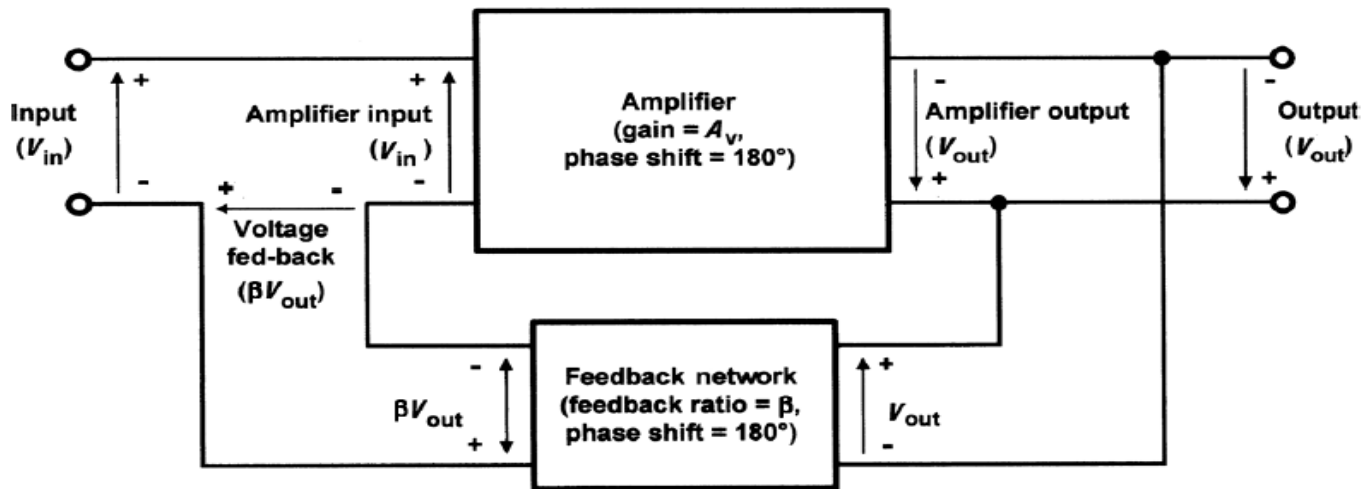 Input
(Vin)
+
-
Amplifier input
(Vin )
+
-
+
-
Voltage
fed-back
(βVout)
Amplifier
(gain = Av,
phase shift = 180°)
-
Amplifier output
(Vout)
+
-
Output
(Vout)
+
-
βVout
+
Feedback network
(feedback ratio = β,
phase shift = 180°)
+
Vout
-